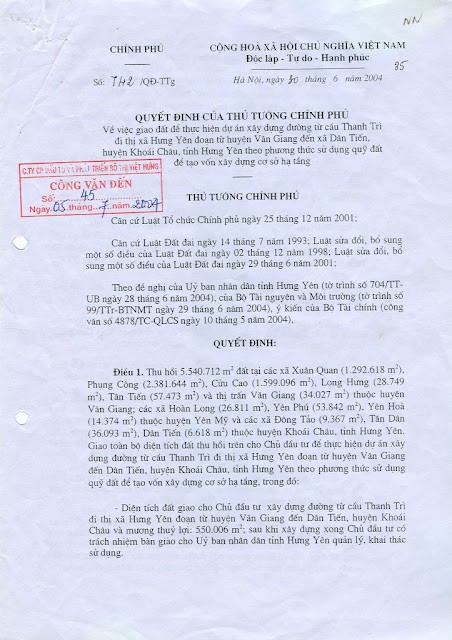 NN
CHÍNH PHỦ
CỘNG HOÀ XÃ HỘI CHỦ NGHĨA VIỆT NAM
Độc lập - Tự do - Hạnh phúc
85
Số: 742/QĐ-TTg
Hà Nội, ngày 30 tháng 6 năm 2004
QUYẾT ĐỊNH CỦA THỦ TƯỚNG CHÍNH PHỦ
Về việc giao đất để thực hiện dự án xây dựng đường từ cầu Thanh Trì
đi thị xã Hưng Yên đoạn từ huyện Văn Giang đến xã Dân Tiến,
huyện Khoái Châu, tỉnh Hưng Yên theo phương thức sử dụng quỹ đất
để tạo vốn xây dựng cơ sở hạ tầng
C.TY CP ĐẦU TƯ VÀ PHÁT TRIỂN ĐÔ THỊ VIỆT HƯNG
CÔNG VĂN ĐẾN
Số: 45
Ngày 05 tháng 7 năm 2004
THỦ TƯỚNG CHÍNH PHỦ
Căn cứ Luật Tổ chức Chính phủ ngày 25 tháng 12 năm 2001;
Căn cứ Luật Đất đai ngày 14 tháng 7 năm 1993; Luật sửa đổi, bổ sung
một số điều của Luật Đất đai ngày 02 tháng 12 năm 1998; Luật sửa đổi, bổ
sung một số điều của Luật Đất đai ngày 29 tháng 6 năm 2001;
Theo đề nghị của Uỷ ban nhân dân tỉnh Hưng Yên (tờ trình số 704/TT-
UB ngày 28 tháng 6 năm 2004), của Bộ Tài nguyên và Môi trường (tờ trình số
99/TTr-BTNMT ngày 29 tháng 6 năm 2004), ý kiến của Bộ Tài chính (công
văn số 4878/TC-QLCS ngày 10 tháng 5 năm 2004),
QUYẾT ĐỊNH:
Điều 1. Thu hồi 5.540.712 m² đất tại các xã Xuân Quan (1.292.618 m²),
Phụng Công (2.381.644 m²), Cửu Cao (1.599.096 m²), Long Hưng (28.749
m²), Tân Tiến (57.473 m²) và thị trấn Văn Giang (34.027 m²) thuộc huyện
Văn Giang; các xã Hoàn Long (26.811 m²), Yên Phú (53.842 m²), Yên Hoà
(14.374 m²) thuộc huyện Yên Mỹ và các xã Đông Tảo (9.367 m²), Tân Dân
(36.093 m²), Dân Tiến (6.618 m²) thuộc huyện Khoái Châu, tỉnh Hưng Yên.
Giao toàn bộ diện tích đất thu hồi trên cho Chủ đầu tư để thực hiện dự án xây
dựng đường từ cầu Thanh Trì đi thị xã Hưng Yên đoạn từ huyện Văn Giang
đến Dân Tiến, huyện Khoái Châu, tỉnh Hưng Yên theo phương thức sử dụng
quỹ đất để tạo vốn xây dựng cơ sở hạ tầng, trong đó:
- Diện tích đất giao cho Chủ đầu tư xây dựng đường từ cầu Thanh Trì
đi thị xã Hưng Yên đoạn từ huyện Văn Giang đến Dân Tiến, huyện Khoái
Châu và mương thuỷ lợi: 550.006 m²; sau khi xây dựng xong Chủ đầu tư có
trách nhiệm bàn giao cho Uỷ ban nhân dân tỉnh Hưng Yên quản lý, khai thác
sử dụng.